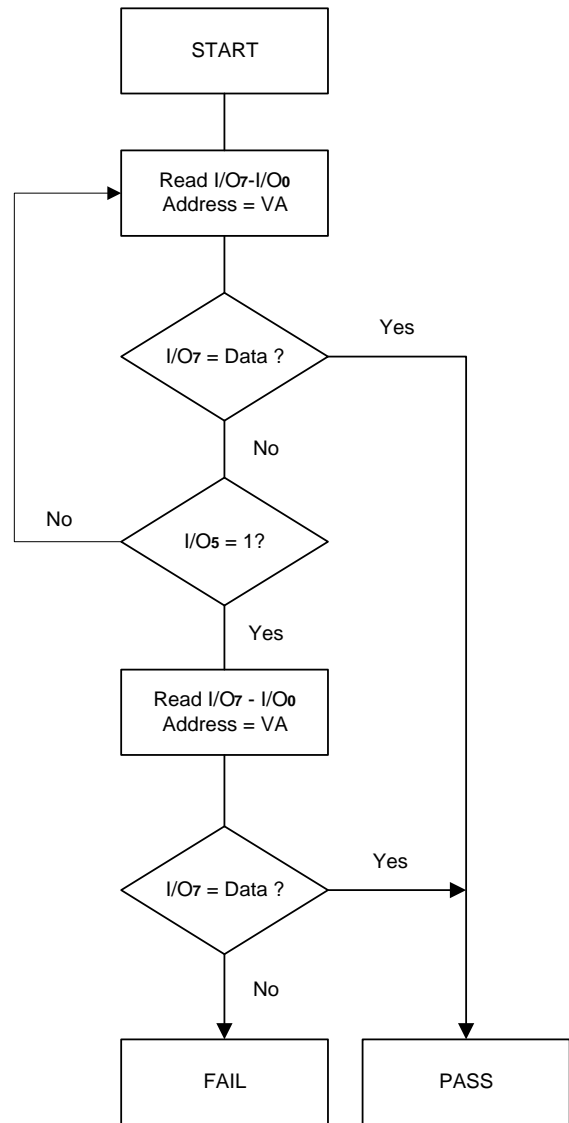 START
Read I/O7-I/O0
Address = VA
I/O7 = Data ?
Yes
No
I/O5 = 1?
No
Yes
Read I/O7 - I/O0
Address = VA
I/O7 = Data ?
Yes
No
FAIL
PASS